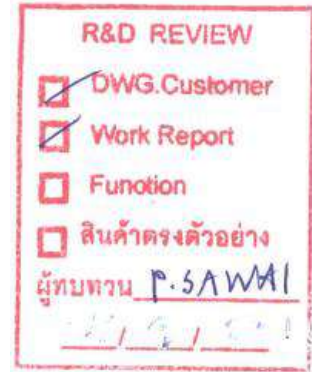 R&D REVIEW
DWG.Customer
Work Report
Function
สินค้าตรงตัวอย่าง
ผู้ทบทวน P.SAWAI